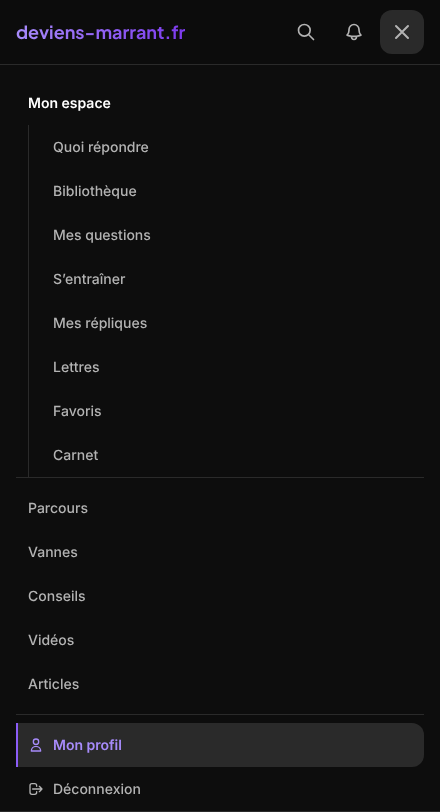 deviens-marrant.fr
Mon espace
Quoi répondre
Bibliothèque
Mes questions
S’entraîner
Mes répliques
Lettres
Favoris
Carnet
Parcours
Vannes
Conseils
Vidéos
Articles
Mon profil
Déconnexion